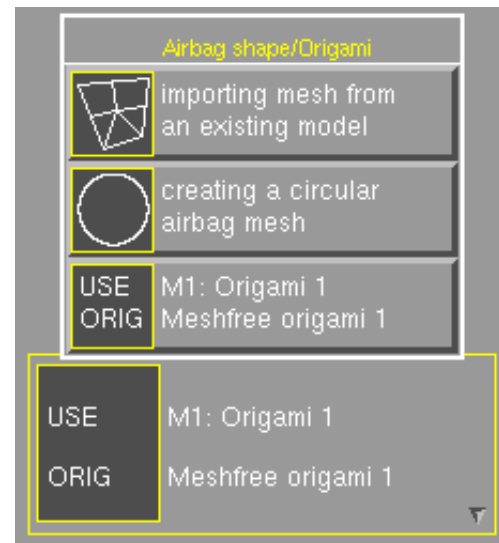 Airbag shape/Origami
importing mesh from
an existing model
creating a circular
airbag mesh
USE M1: Origami 1
ORIG Meshfree origami 1
USE M1: Origami 1
ORIG Meshfree origami 1